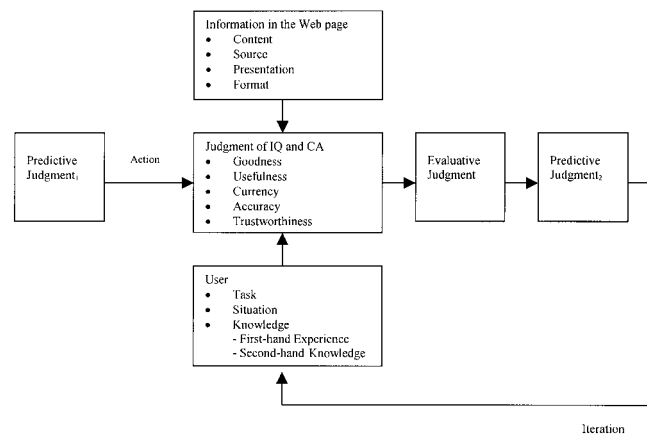 Information in the Web page
• Content
• Source
• Presentation
• Format
Predictive
Judgment₁
Action
Judgment of IQ and CA
• Goodness
• Usefulness
• Currency
• Accuracy
• Trustworthiness
Evaluative
Judgment
Predictive
Judgment₂
User
• Task
• Situation
• Knowledge
- First-hand Experience
- Second-hand Knowledge
Iteration